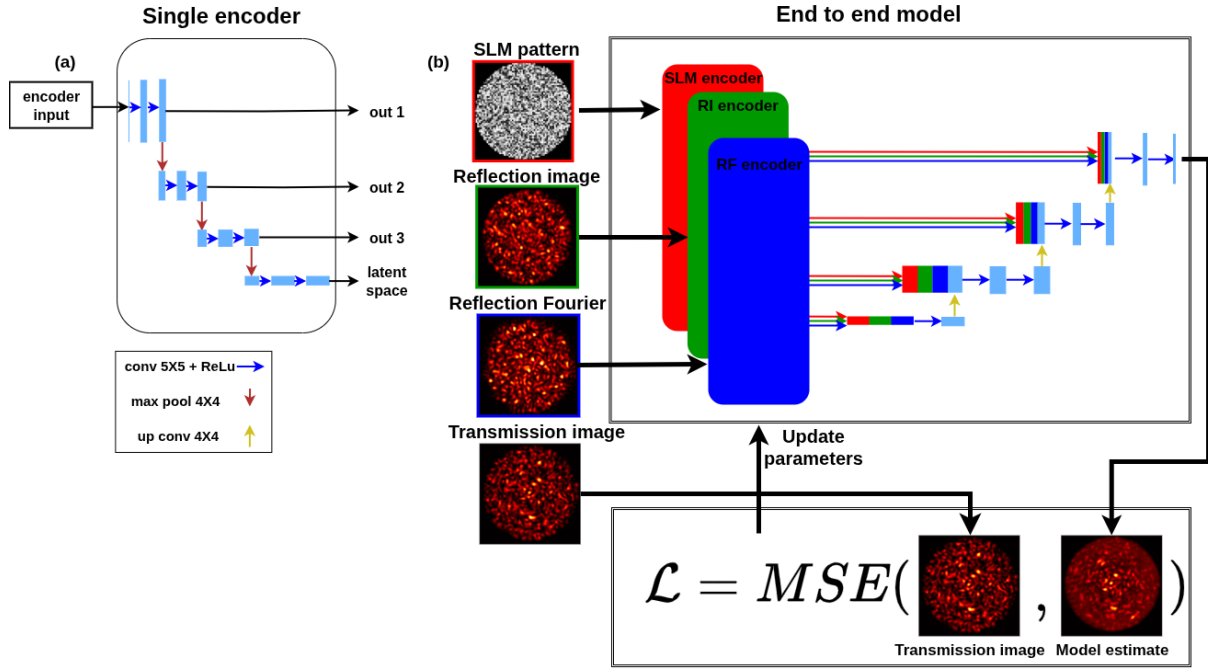 Single encoder
End to end model
(a)
encoder
input
out 1
out 2
out 3
latent
space
conv 5X5 + ReLu
max pool 4X4
up conv 4X4
(b)
SLM pattern
Reflection image
Reflection Fourier
Transmission image
SLM encoder
RI encoder
RF encoder
Update
parameters
ℒ = MSE( , )
Transmission image
Model estimate